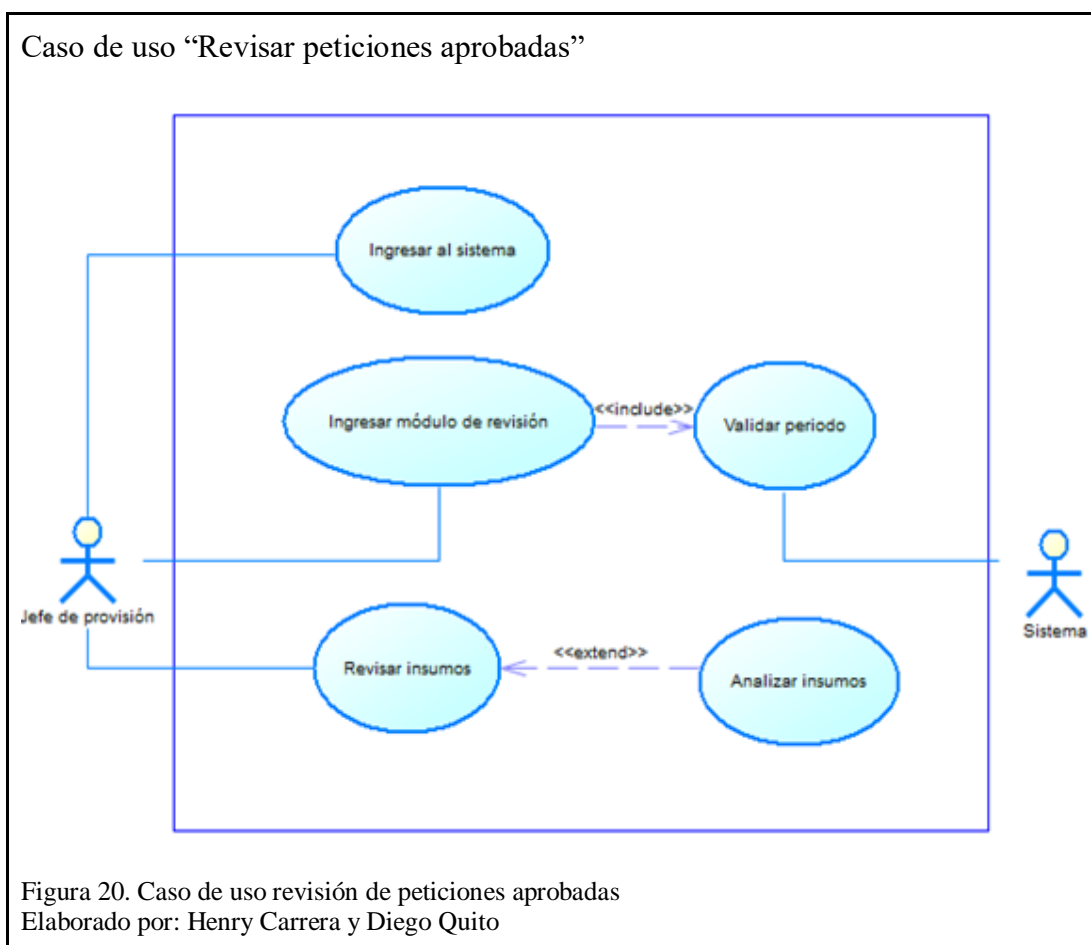 Caso de uso “Revisar peticiones aprobadas”
Ingresar al sistema
Ingresar módulo de revisión
<<include>>
Validar periodo
Jefe de provisión
Sistema
Revisar insumos
<<extend>>
Analizar insumos
Figura 20. Caso de uso revisión de peticiones aprobadas
Elaborado por: Henry Carrera y Diego Quito